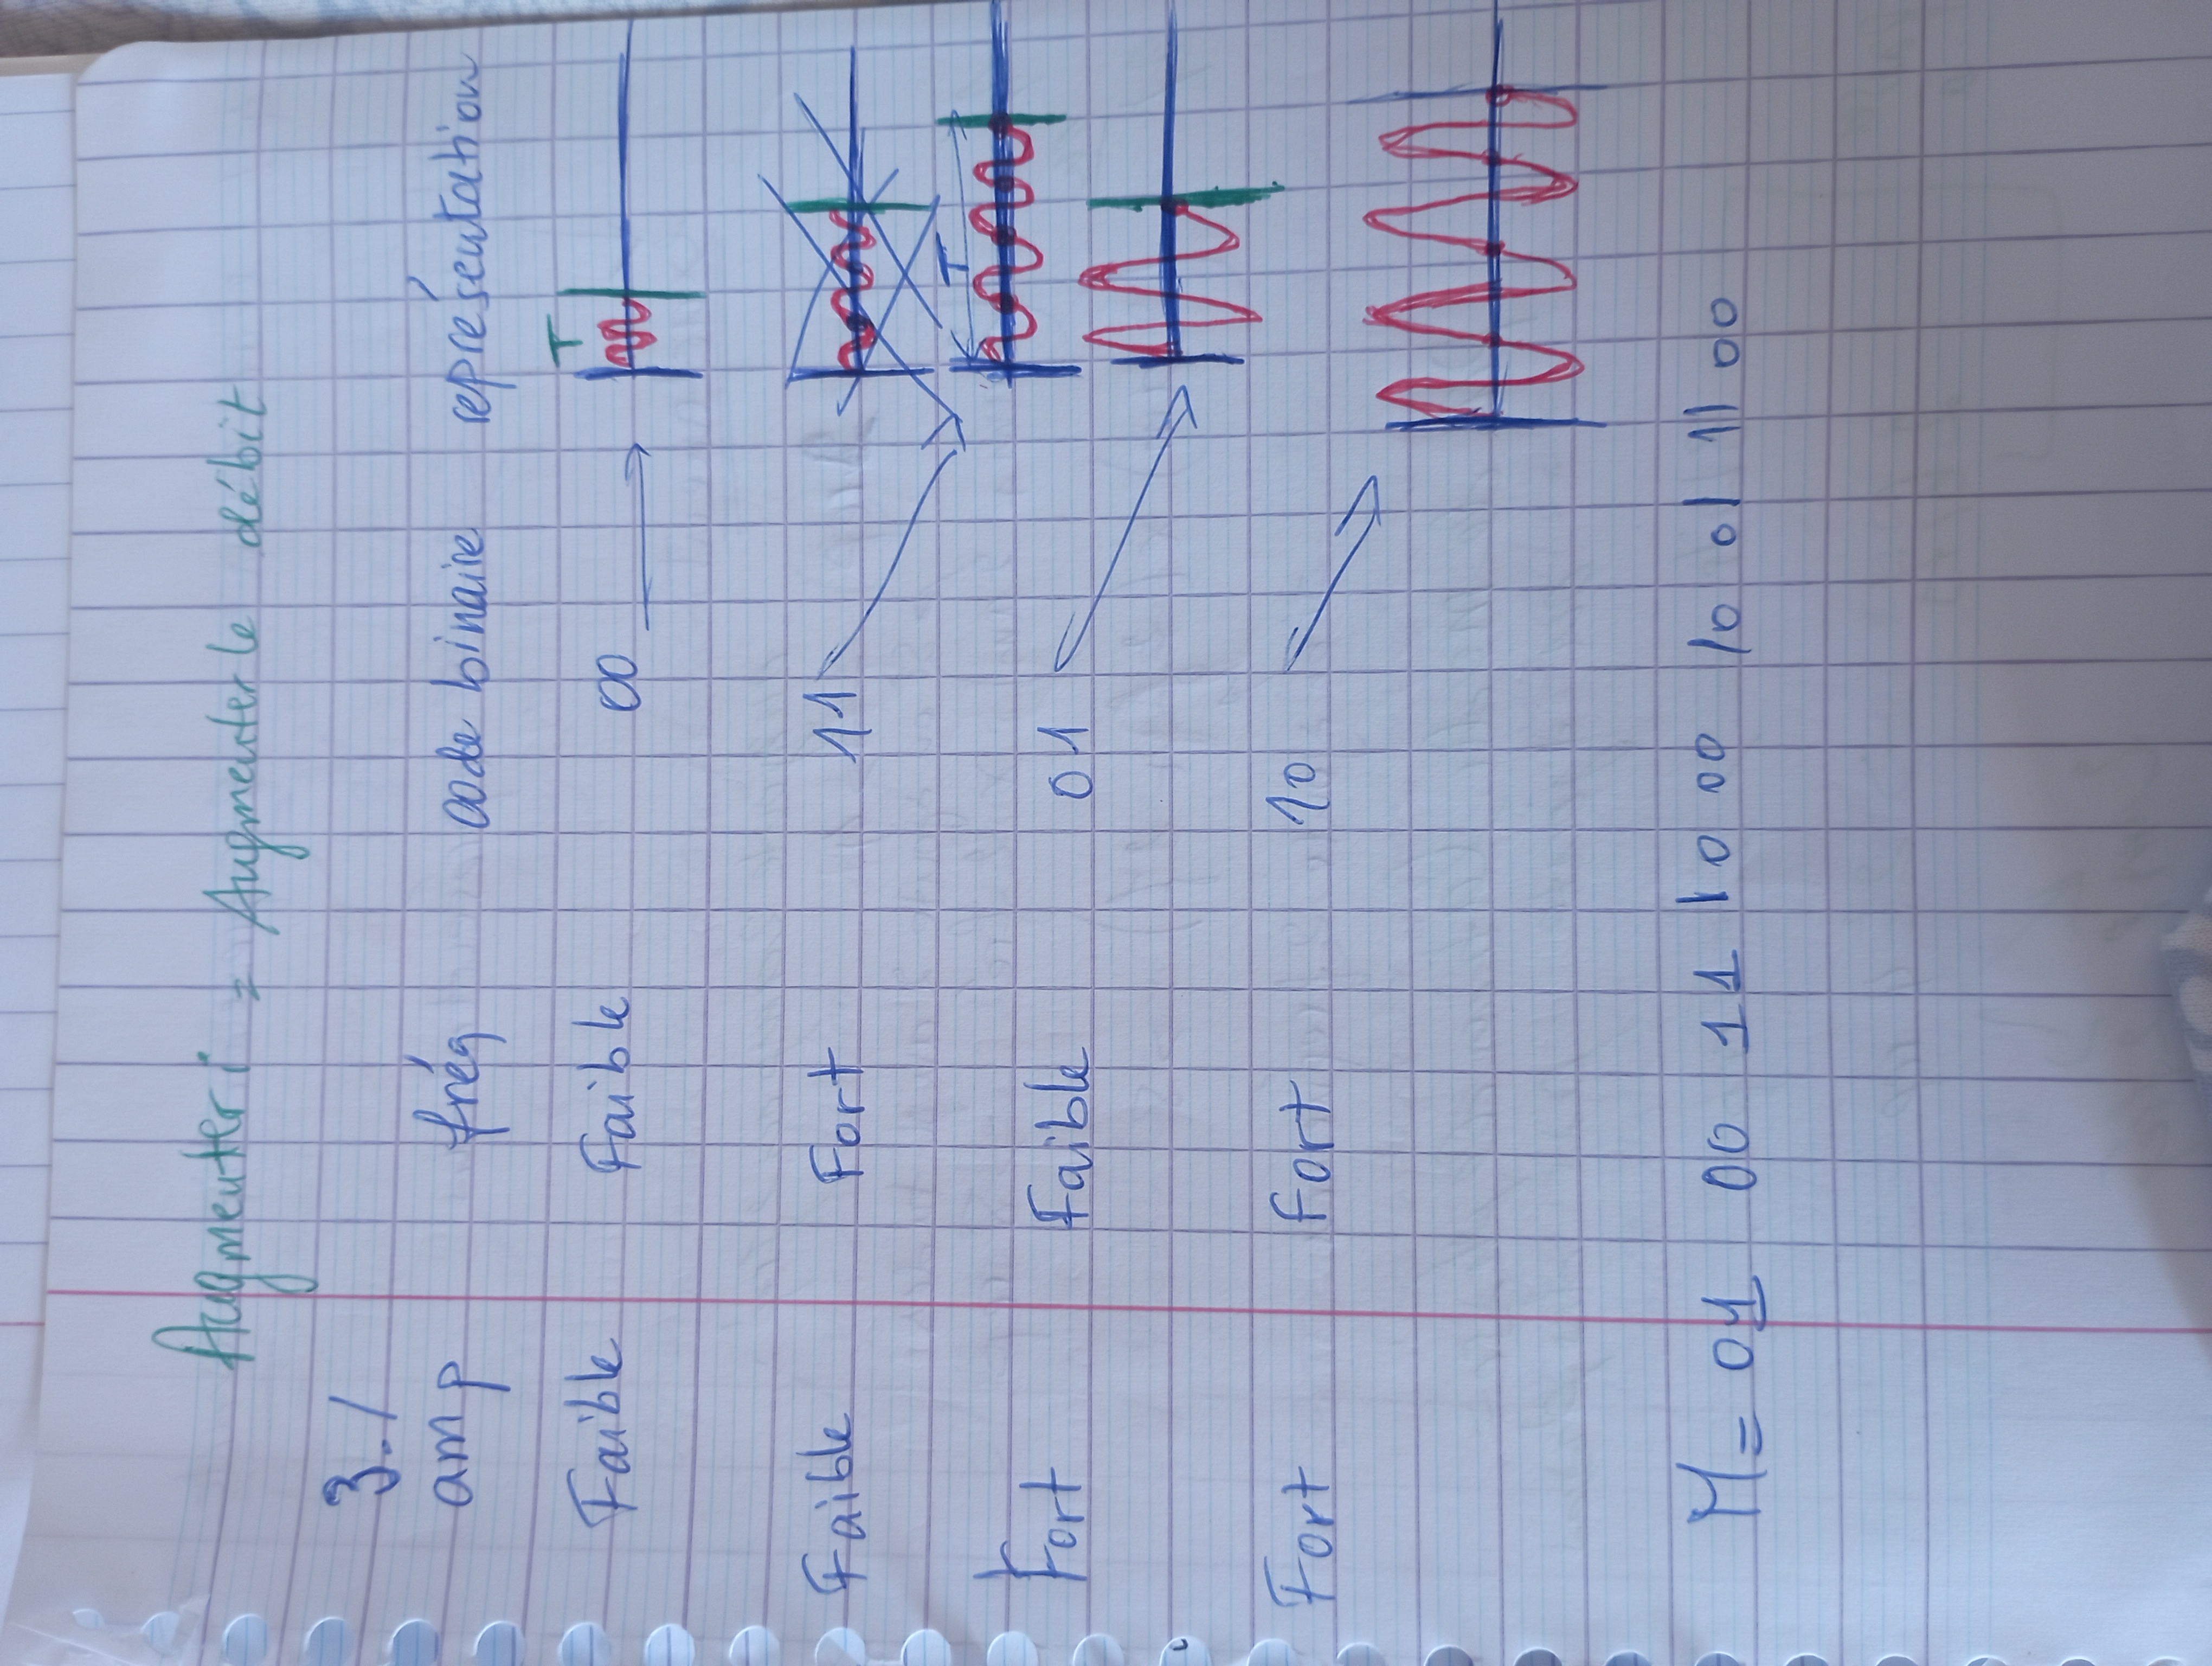 Augmenter i = Augmenter le débit
3./
amp fréq code binaire représentation
Faible Faible 00 T
Faible Fort 11
T
Fort Faible 01
Fort Fort 10
M = 01 00 11 10 00 10 01 11 00